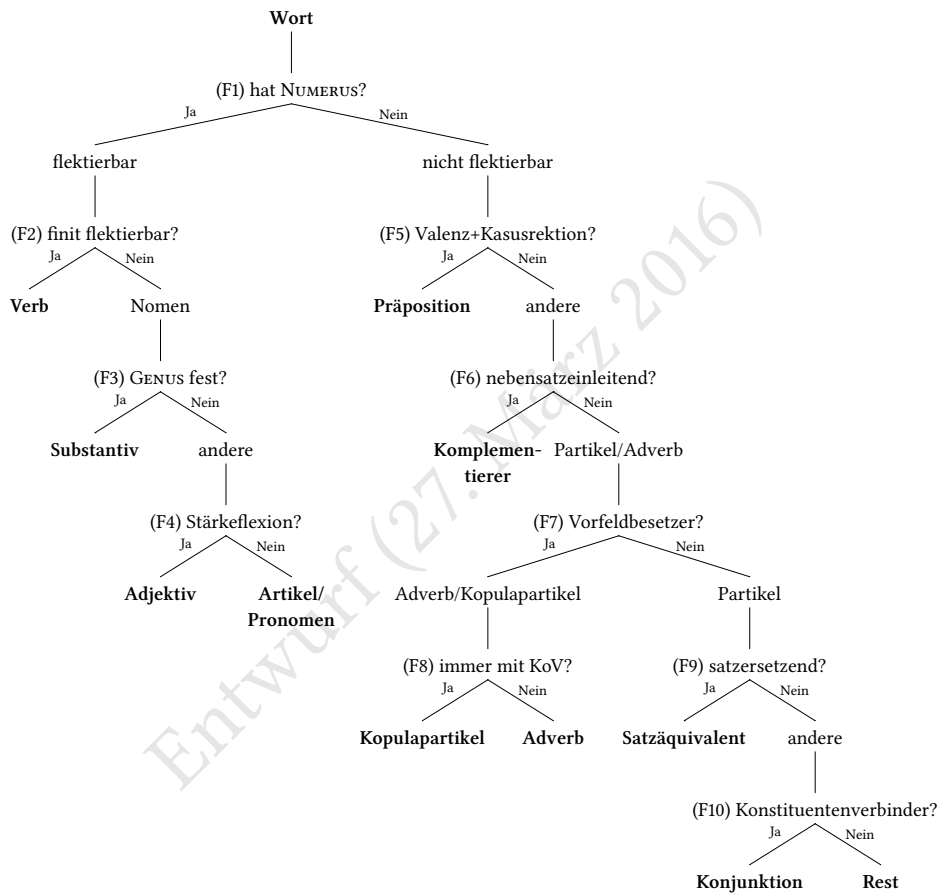 Wort
(F1) hat NUMERUS?
Ja Nein
flektierbar nicht flektierbar
(F2) finit flektierbar? (F5) Valenz+Kasusrektion?
Ja Nein Ja Nein
Verb Nomen Präposition andere
(F3) GENUS fest? (F6) nebensatzeinleitend?
Ja Nein Ja Nein
Substantiv andere Komplemen- Partikel/Adverb
tierer
(F4) Stärkeflexion? (F7) Vorfeldbesetzer?
Ja Nein Ja Nein
Adjektiv Artikel/ Adverb/Kopulapartikel Partikel
Pronomen
(F8) immer mit KoV? (F9) satzersetzend?
Ja Nein Ja Nein
Kopulapartikel Adverb Satzäquivalent andere
(F10) Konstituentenverbinder?
Ja Nein
Konjunktion Rest
Entwurf (27. März 2016)